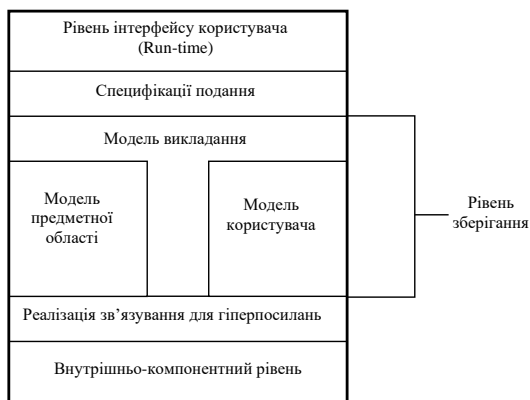 Рівень інтерфейсу користувача
(Run-time)
Специфікації подання
Модель викладання
Модель
предметної
області
Модель
користувача
Рівень
зберігання
Реалізація зв’язування для гіперпосилань
Внутрішньо-компонентний рівень